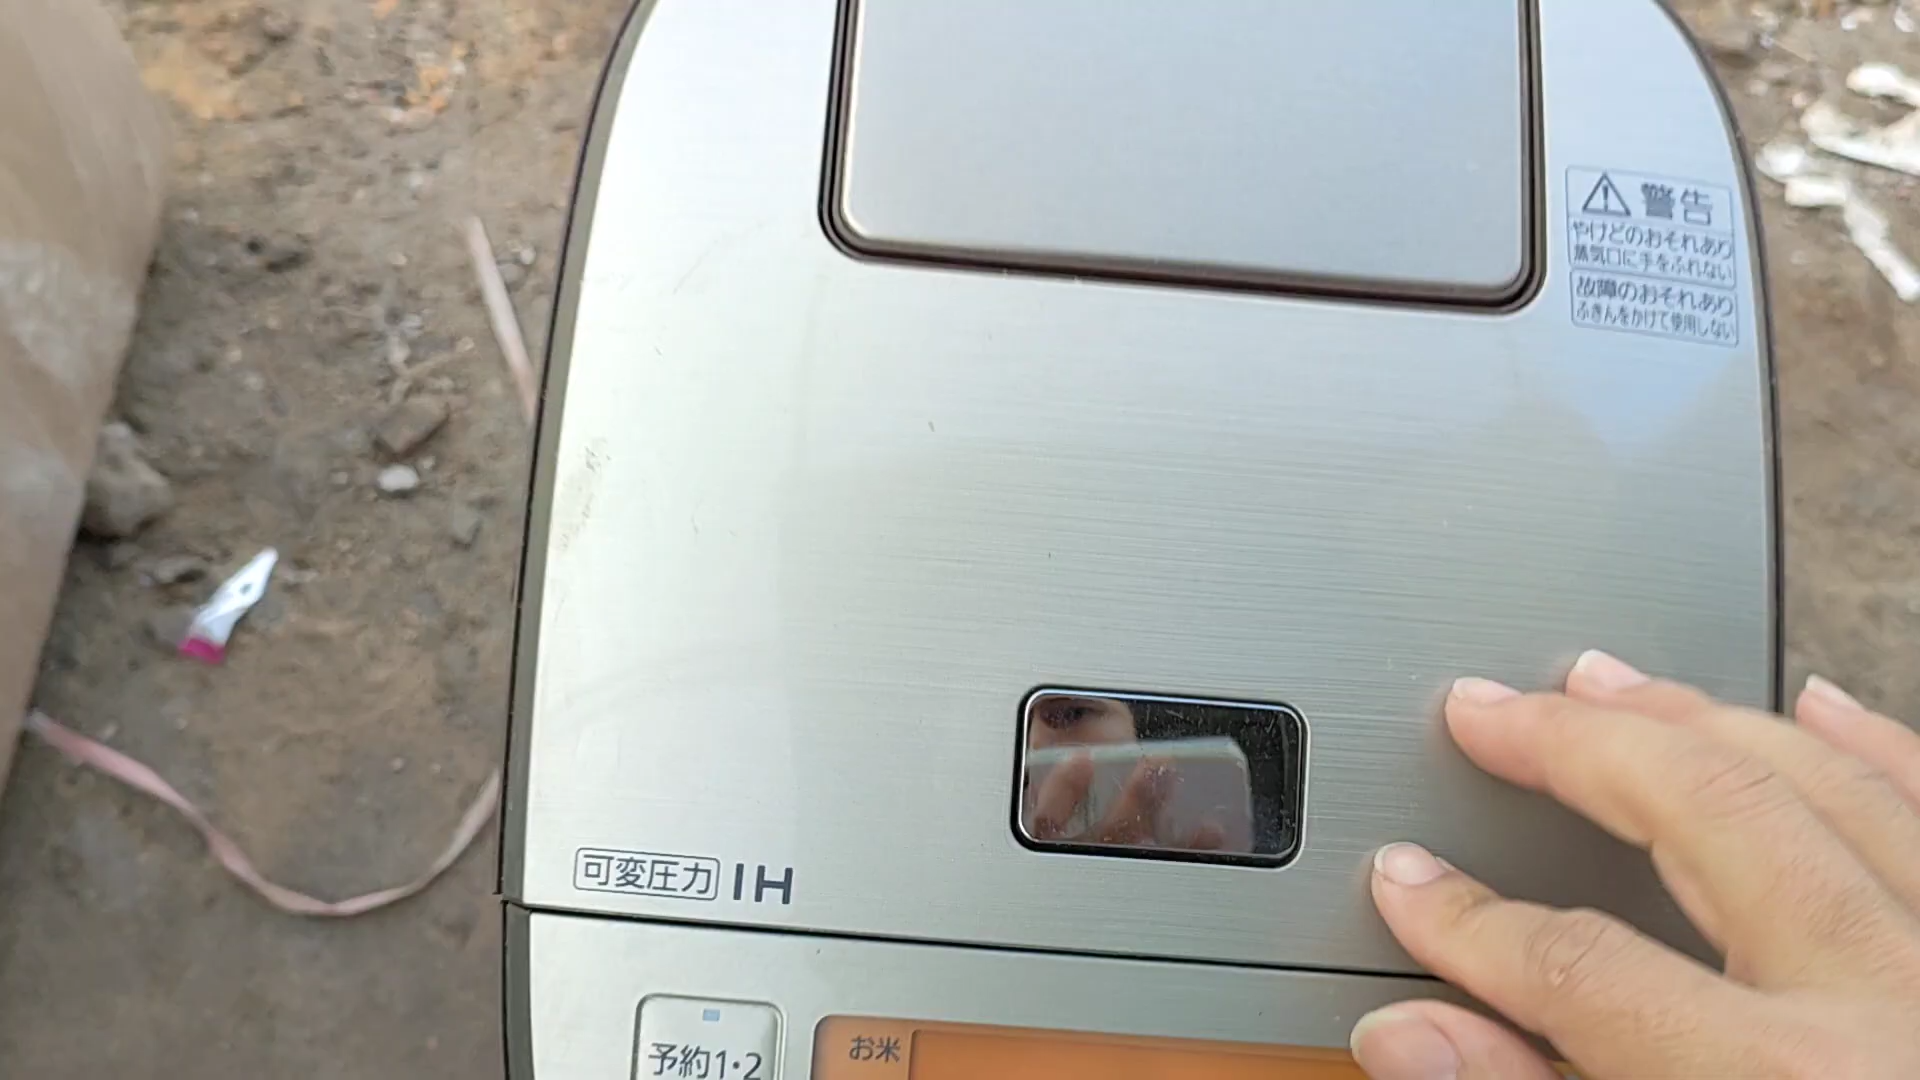 警告
やけどのおそれあり
蒸気口に手をふれない
故障のおそれあり
ふきんをかけて使用しない
可変圧力 IH
予約1・2
お米